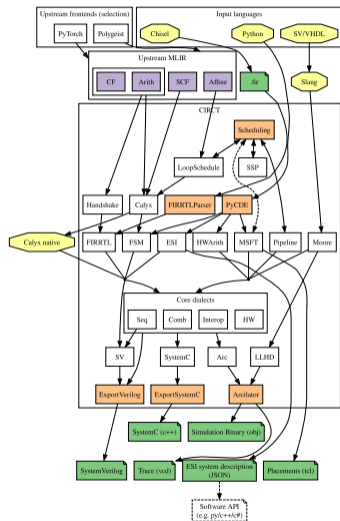 Upstream frontends (selection)
Input languages
PyTorch
Polygeist
Chisel
Python
SV/VHDL
Upstream MLIR
CF
Arith
SCF
Affine
.fir
Slang
CIRCT
Scheduling
LoopSchedule
SSP
Handshake
Calyx
FIRRTLParser
PyCDE
Calyx native
FIRRTL
FSM
ESI
HWArith
MSFT
Pipeline
Moore
Core dialects
Seq
Comb
Interop
HW
SV
SystemC
Arc
LLHD
ExportVerilog
ExportSystemC
Arcilator
SystemC (c++)
Simulation Binary (obj)
SystemVerilog
Trace (vcd)
ESI system description
(JSON)
Placements (tcl)
Software API
(e.g. py/c++/c#)